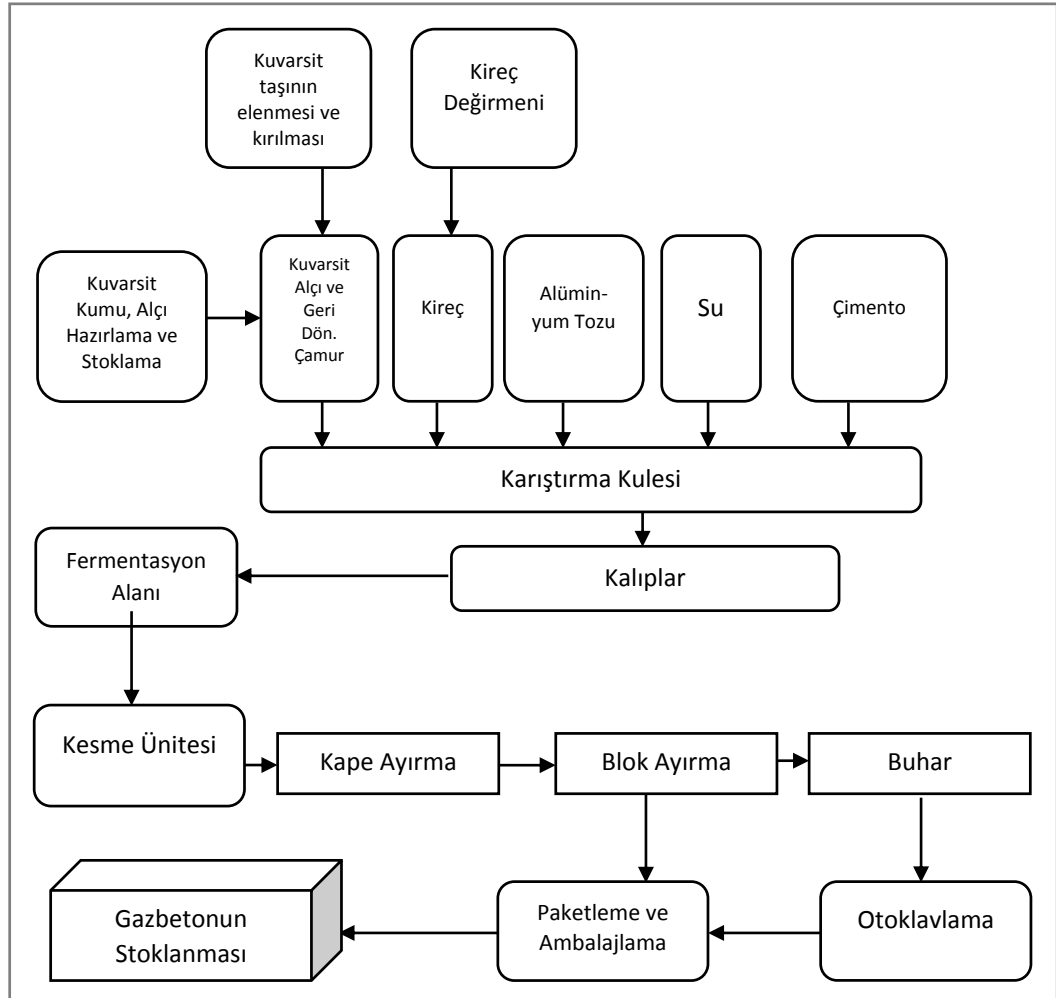 Kuvarsit
taşının
elenmesi ve
kırılması
Kireç
Değirmeni
Kuvarsit
Kumu, Alçı
Hazırlama ve
Stoklama
Kuvarsit
Alçı ve
Geri
Dön.
Çamur
Kireç
Alümin-
yum Tozu
Su
Çimento
Karıştırma Kulesi
Fermentasyon
Alanı
Kalıplar
Kesme Ünitesi
Kape Ayırma
Blok Ayırma
Buhar
Gazbetonun
Stoklanması
Paketleme ve
Ambalajlama
Otoklavlama